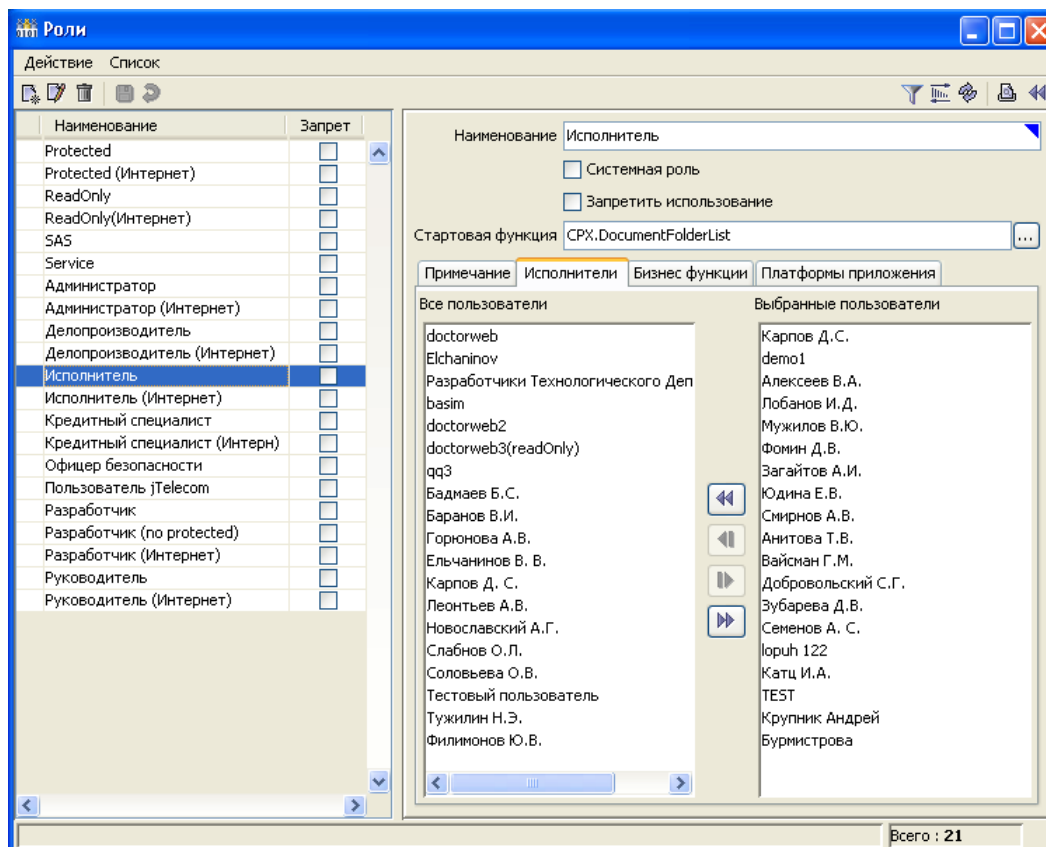 Роли
Действие Список
Наименование Запрет
Protected
Protected (Интернет)
ReadOnly
ReadOnly(Интернет)
SAS
Service
Администратор
Администратор (Интернет)
Делопроизводитель
Делопроизводитель (Интернет)
Исполнитель
Исполнитель (Интернет)
Кредитный специалист
Кредитный специалист (Интерн)
Офицер безопасности
Пользователь jTelecom
Разработчик
Разработчик (no protected)
Разработчик (Интернет)
Руководитель
Руководитель (Интернет)
Наименование Исполнитель
Системная роль
Запретить использование
Стартовая функция CPX.DocumentFolderList ...
Примечание Исполнители Бизнес функции Платформы приложения
Все пользователи
doctorweb
Elchaninov
Разработчики Технологического Деп
basim
doctorweb2
doctorweb3(readOnly)
qq3
Бадмаев Б.С.
Баранов В.И.
Горюнова А.В.
Ельчанинов В. В.
Карпов Д. С.
Леонтьев А.В.
Новославский А.Г.
Слабнов О.Л.
Соловьева О.В.
Тестовый пользователь
Тужилин Н.Э.
Филимонов Ю.В.
Выбранные пользователи
Карпов Д.С.
demo1
Алексеев В.А.
Лобанов И.Д.
Мужилов В.Ю.
Фомин Д.В.
Загайтов А.И.
Юдина Е.В.
Смирнов А.В.
Анитова Т.В.
Вайсман Г.М.
Добровольский С.Г.
Зубарева Д.В.
Семенов А. С.
lopuh 122
Катц И.А.
TEST
Крупник Андрей
Бурмистрова
Всего : 21